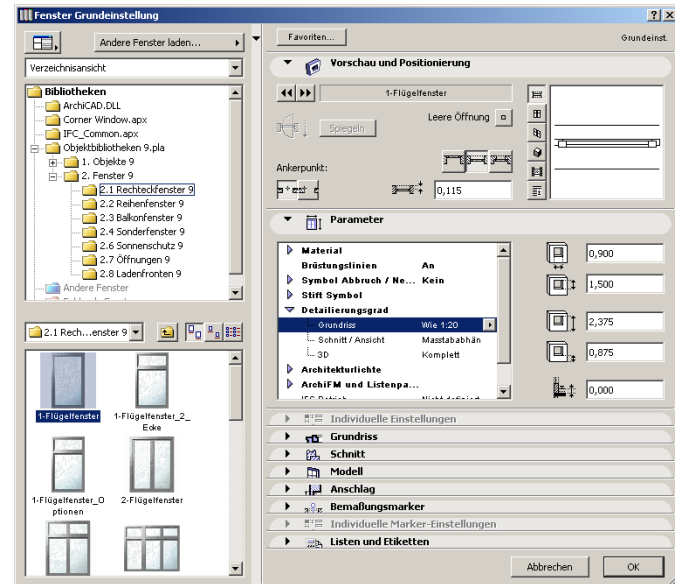 Fenster Grundeinstellung
Andere Fenster laden...
Verzeichnisansicht
Bibliotheken
ArchiCAD.DLL
Corner Window.apx
IFC_Common.apx
Objektbibliotheken 9.pla
1. Objekte 9
2. Fenster 9
2.1 Rechteckfenster 9
2.2 Reihenfenster 9
2.3 Balkonfenster 9
2.4 Sonderfenster 9
2.6 Sonnenschutz 9
2.7 Öffnungen 9
2.8 Ladenfronten 9
Andere Fenster
2.1 Rech...enster 9
1-Flügelfenster
1-Flügelfenster_2_
Ecke
1-Flügelfenster_O
ptionen
2-Flügelfenster
Favoriten...
Grundeinst.
Vorschau und Positionierung
1-Flügelfenster
Leere Öffnung
Spiegeln
Ankerpunkt:
0,115
Parameter
Material
Brüstungslinien An
Symbol Abbruch / Ne... Kein
Stift Symbol
Detailierungsgrad
Grundriss Wie 1:20
Schnitt / Ansicht Masstababhän
3D Komplett
Architekturlichte
ArchiFM und Listenpa...
0,900
1,500
2,375
0,875
0,000
Individuelle Einstellungen
Grundriss
Schnitt
Modell
Anschlag
Bemaßungsmarker
Individuelle Marker-Einstellungen
Listen und Etiketten
Abbrechen
OK